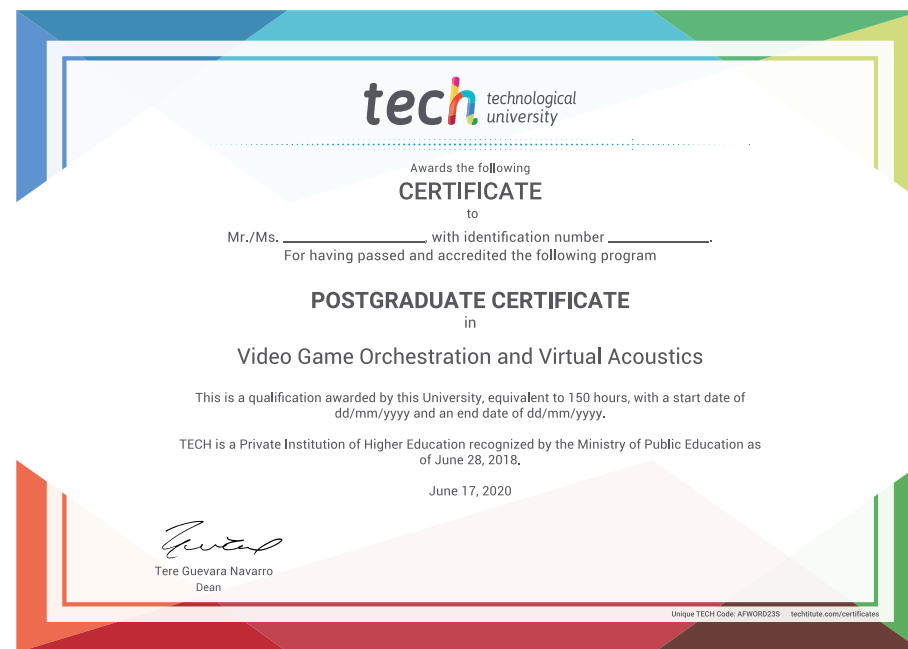 tech technological
university
Awards the following
CERTIFICATE
to
Mr./Ms. ____________________, with identification number ______________.
For having passed and accredited the following program
POSTGRADUATE CERTIFICATE
in
Video Game Orchestration and Virtual Acoustics
This is a qualification awarded by this University, equivalent to 150 hours, with a start date of
dd/mm/yyyy and an end date of dd/mm/yyyy.
TECH is a Private Institution of Higher Education recognized by the Ministry of Public Education as
of June 28, 2018.
June 17, 2020
Tere Guevara Navarro
Dean
Unique TECH Code: AFWORD23S techtitute.com/certificates